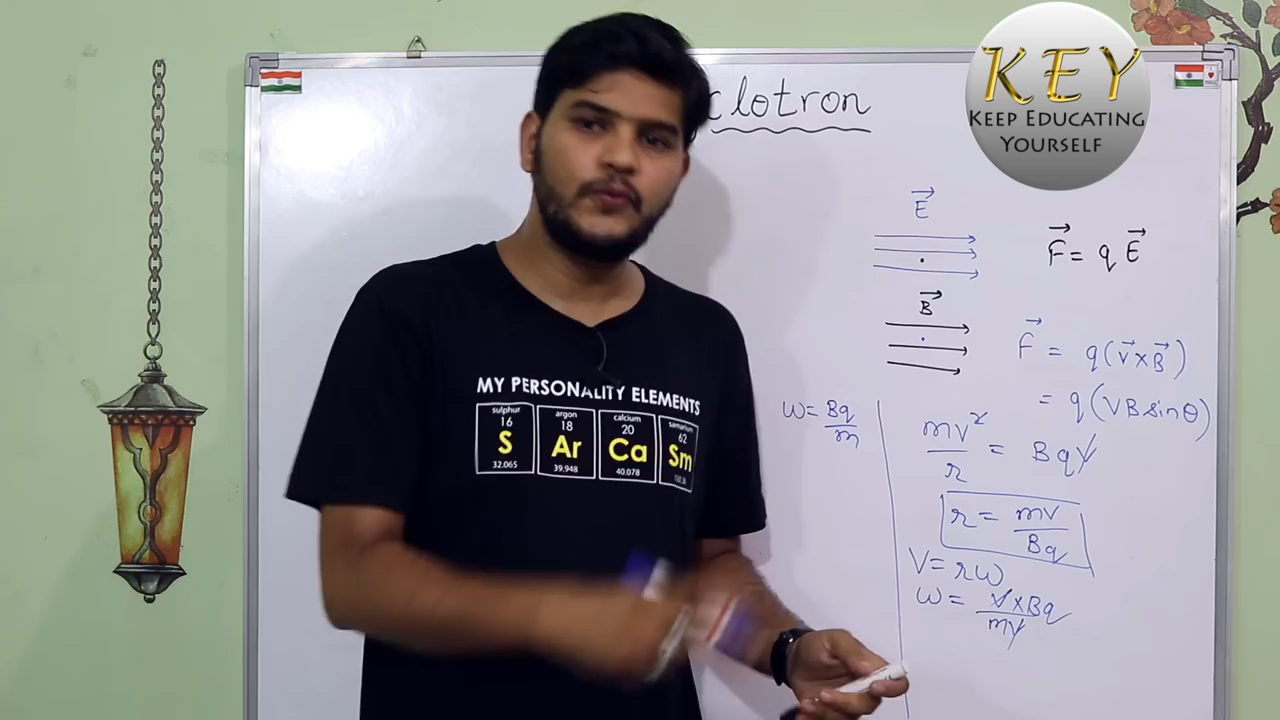 clotron
KEY
KEEP EDUCATING
YOURSELF
E⃗
F⃗ = q E⃗
B⃗
F⃗ = q(v⃗×B⃗)
= q(VBsinθ)
ω = Bq/m
mv²/r = Bqv
r = mv/Bq
V = rω
ω = v×Bq/mv
MY PERSONALITY ELEMENTS
sulphur argon calcium samarium
16 18 20 62
S Ar Ca Sm
32.065 39.948 40.078